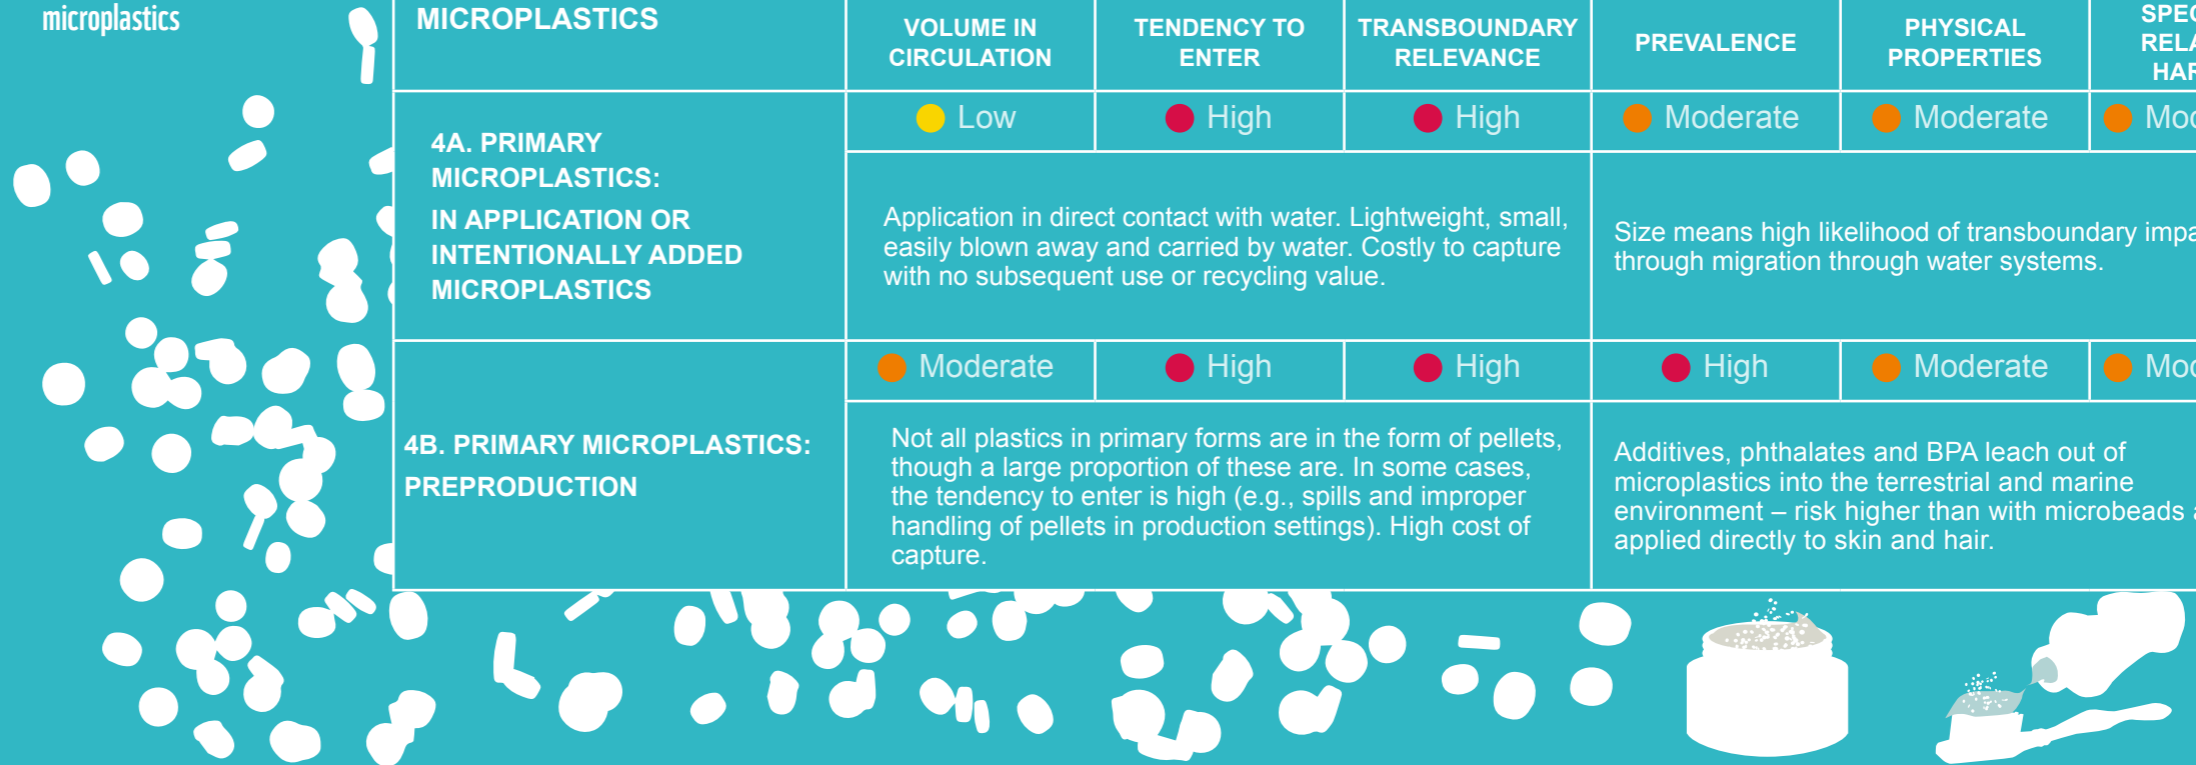 microplastics
MICROPLASTICS
VOLUME IN
CIRCULATION
TENDENCY TO
ENTER
TRANSBOUNDARY
RELEVANCE
PREVALENCE
PHYSICAL
PROPERTIES
4A. PRIMARY
MICROPLASTICS:
IN APPLICATION OR
INTENTIONALLY ADDED
MICROPLASTICS
Low
High
High
Moderate
Moderate
Application in direct contact with water. Lightweight, small,
easily blown away and carried by water. Costly to capture
with no subsequent use or recycling value.
Size means high likelihood of transboundary
through migration through water systems.
4B. PRIMARY MICROPLASTICS:
PREPRODUCTION
Moderate
High
High
High
Moderate
Not all plastics in primary forms are in the form of pellets,
though a large proportion of these are. In some cases,
the tendency to enter is high (e.g., spills and improper
handling of pellets in production settings). High cost of
capture.
Additives, phthalates and BPA leach out of
microplastics into the terrestrial and marine
environment – risk higher than with microbeads
applied directly to skin and hair.